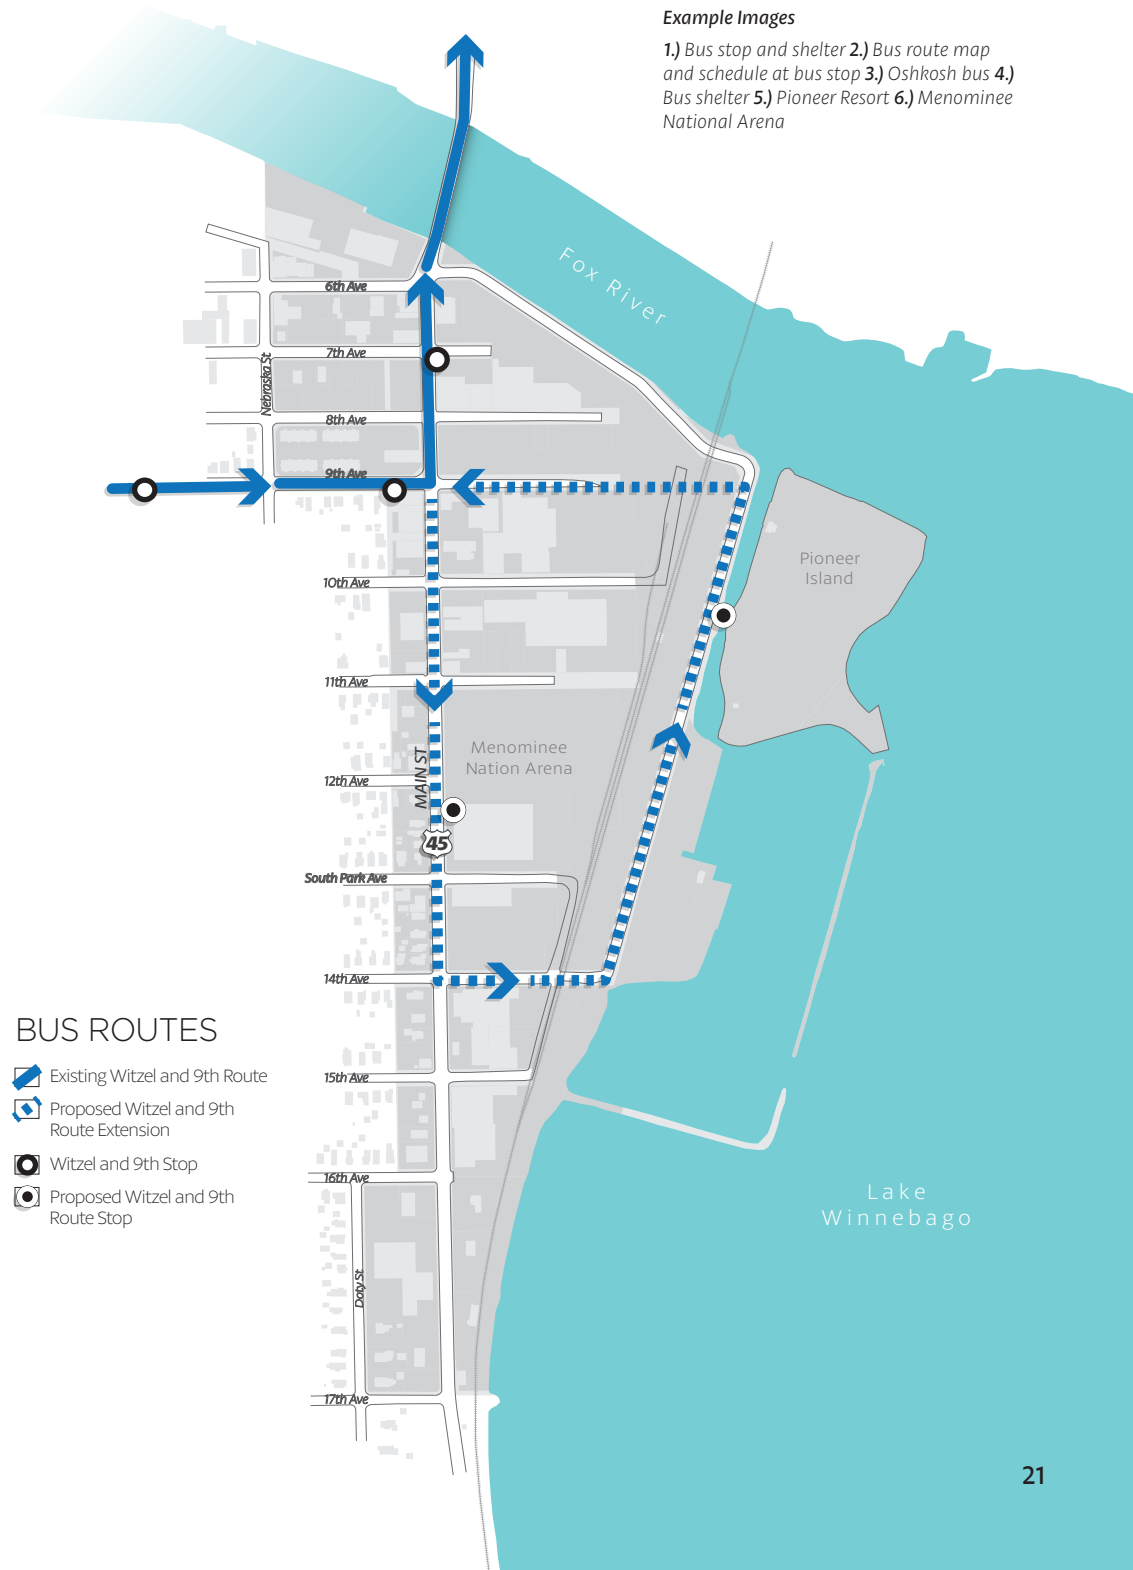 Example Images
1.) Bus stop and shelter 2.) Bus route map
and schedule at bus stop 3.) Oshkosh bus 4.)
Bus shelter 5.) Pioneer Resort 6.) Menominee
National Arena
Fox River
6th Ave
7th Ave
Nebraska St
8th Ave
9th Ave
Pioneer
Island
10th Ave
11th Ave
Menominee
Nation Arena
MAIN ST
12th Ave
45
South Park Ave
14th Ave
BUS ROUTES
Existing Witzel and 9th Route
Proposed Witzel and 9th
Route Extension
Witzel and 9th Stop
Proposed Witzel and 9th
Route Stop
15th Ave
16th Ave
Lake
Winnebago
Doty St
17th Ave
21